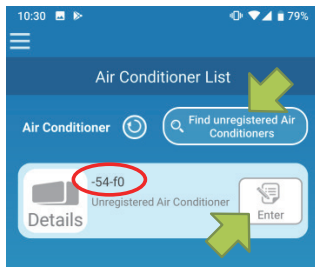 10:30 79%
Air Conditioner List
Air Conditioner
Find unregistered Air
Conditioners
-54-f0
Unregistered Air Conditioner
Details
Enter